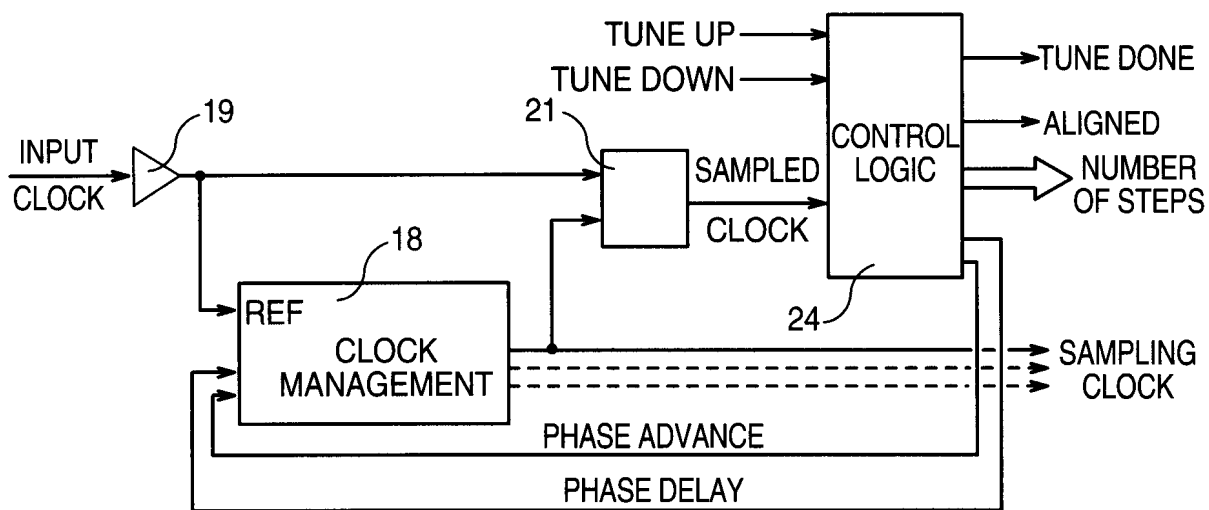 TUNE UP
TUNE DOWN
TUNE DONE
19
21
CONTROL
LOGIC
ALIGNED
INPUT
CLOCK
SAMPLED
CLOCK
NUMBER
OF STEPS
18
24
REF
CLOCK
MANAGEMENT
SAMPLING
CLOCK
PHASE ADVANCE
PHASE DELAY